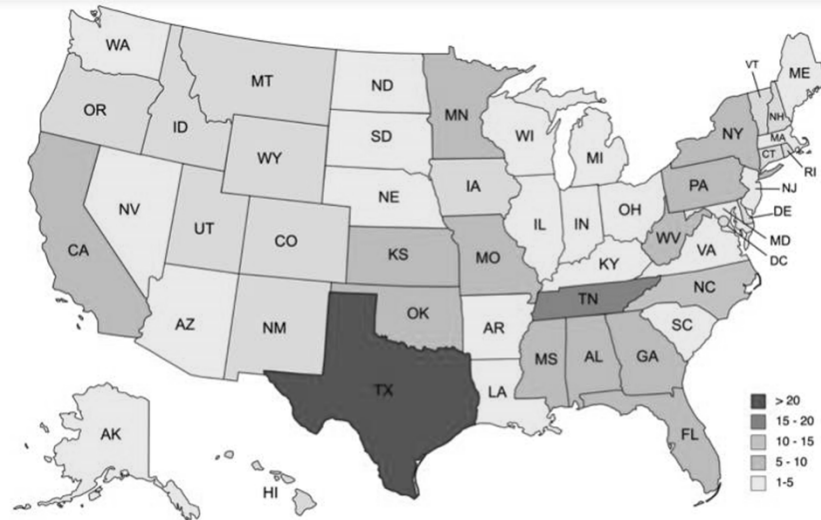 WA
MT
ND
MN
VT
ME
OR
ID
SD
WI
MI
NY
NH
MA
CT
RI
WY
NE
IA
PA
NJ
NV
UT
CO
IL
IN
OH
DE
MD
DC
CA
KS
MO
WV
VA
KY
AZ
NM
OK
AR
TN
NC
SC
TX
LA
MS
AL
GA
FL
AK
HI
> 20
15 - 20
10 - 15
5 - 10
1-5